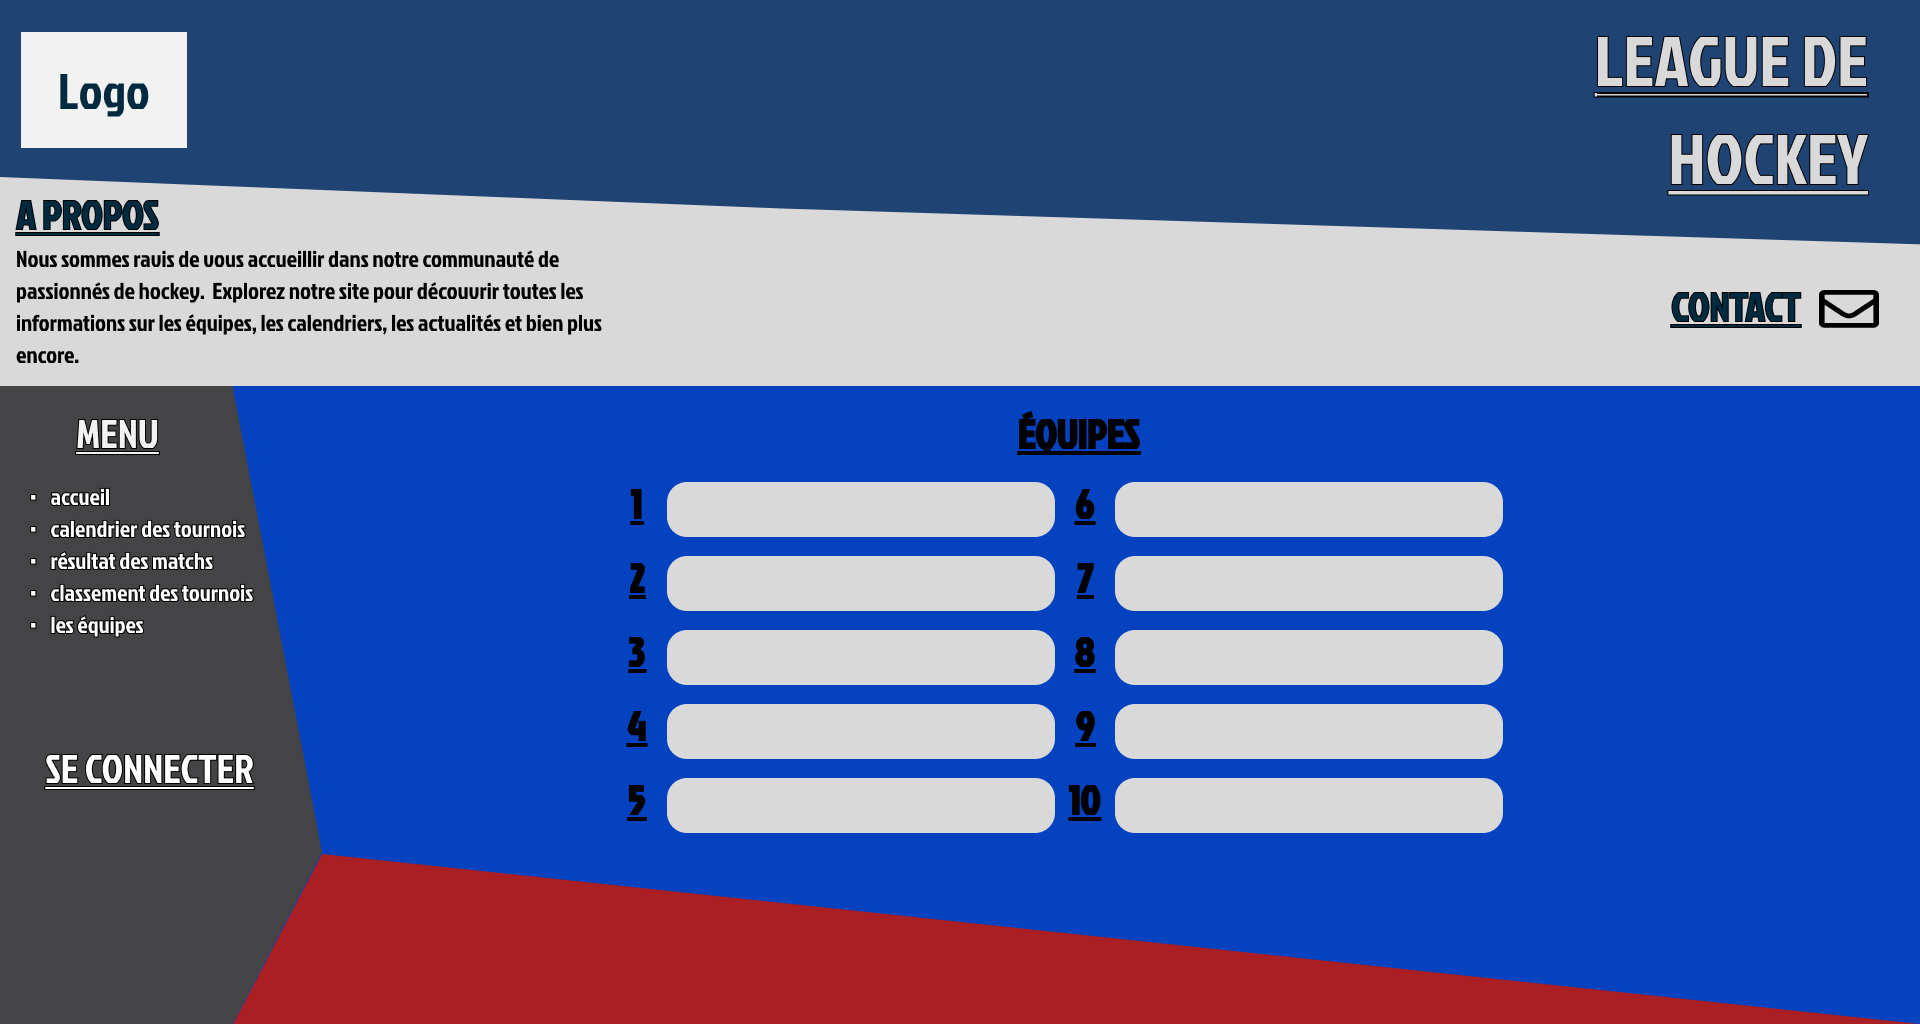 Logo
LEAGUE DE
HOCKEY
A PROPOS
Nous sommes ravis de vous accueillir dans notre communauté de
passionnés de hockey.  Explorez notre site pour découvrir toutes les
informations sur les équipes, les calendriers, les actualités et bien plus
encore.
CONTACT
MENU
▪ accueil
▪ calendrier des tournois
▪ résultat des matchs
▪ classement des tournois
▪ les équipes
SE CONNECTER
ÉQUIPES
1
2
3
4
5
6
7
8
9
10